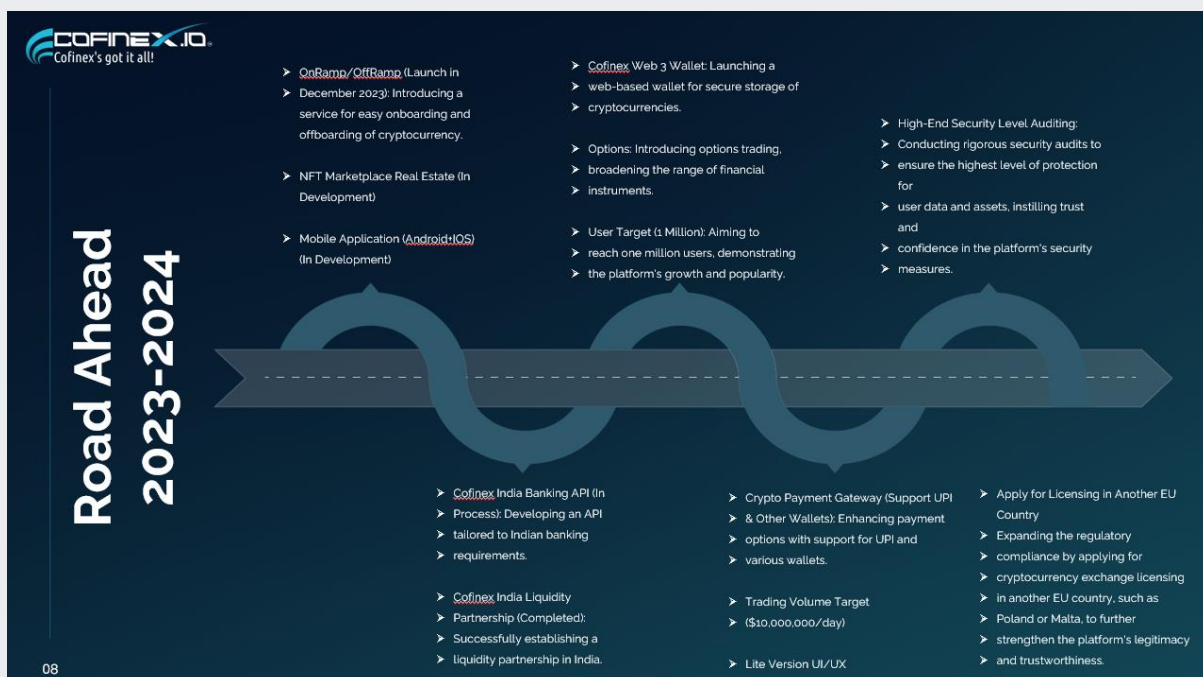 COFINEX.IO
Cofinex's got it all!
Road Ahead
2023-2024
➤ OnRamp/OffRamp (Launch in
➤ December 2023): Introducing a
service for easy onboarding and
offboarding of cryptocurrency.
➤ NFT Marketplace Real Estate (In
Development)
➤ Mobile Application (Android+IOS)
(In Development)
➤ Cofinex India Banking API (In
➤ Process): Developing an API
➤ tailored to Indian banking
➤ requirements.
➤ Cofinex India Liquidity
➤ Partnership (Completed):
➤ Successfully establishing a
➤ liquidity partnership in India.
➤ Cofinex Web 3 Wallet: Launching a
➤ web-based wallet for secure storage of
➤ cryptocurrencies.
➤ Options: Introducing options trading,
➤ broadening the range of financial
➤ instruments.
➤ User Target (1 Million): Aiming to
➤ reach one million users, demonstrating
➤ the platform's growth and popularity.
➤ Crypto Payment Gateway (Support UPI
➤ & Other Wallets): Enhancing payment
➤ options with support for UPI and
➤ various wallets.
➤ Trading Volume Target
➤ ($10,000,000/day)
➤ Lite Version UI/UX
➤ High-End Security Level Auditing:
➤ Conducting rigorous security audits to
➤ ensure the highest level of protection
for
➤ user data and assets, instilling trust
and
➤ confidence in the platform's security
➤ measures.
➤ Apply for Licensing in Another EU
Country
➤ Expanding the regulatory
➤ compliance by applying for
➤ cryptocurrency exchange licensing
➤ in another EU country, such as
➤ Poland or Malta, to further
➤ strengthen the platform's legitimacy
➤ and trustworthiness.
08